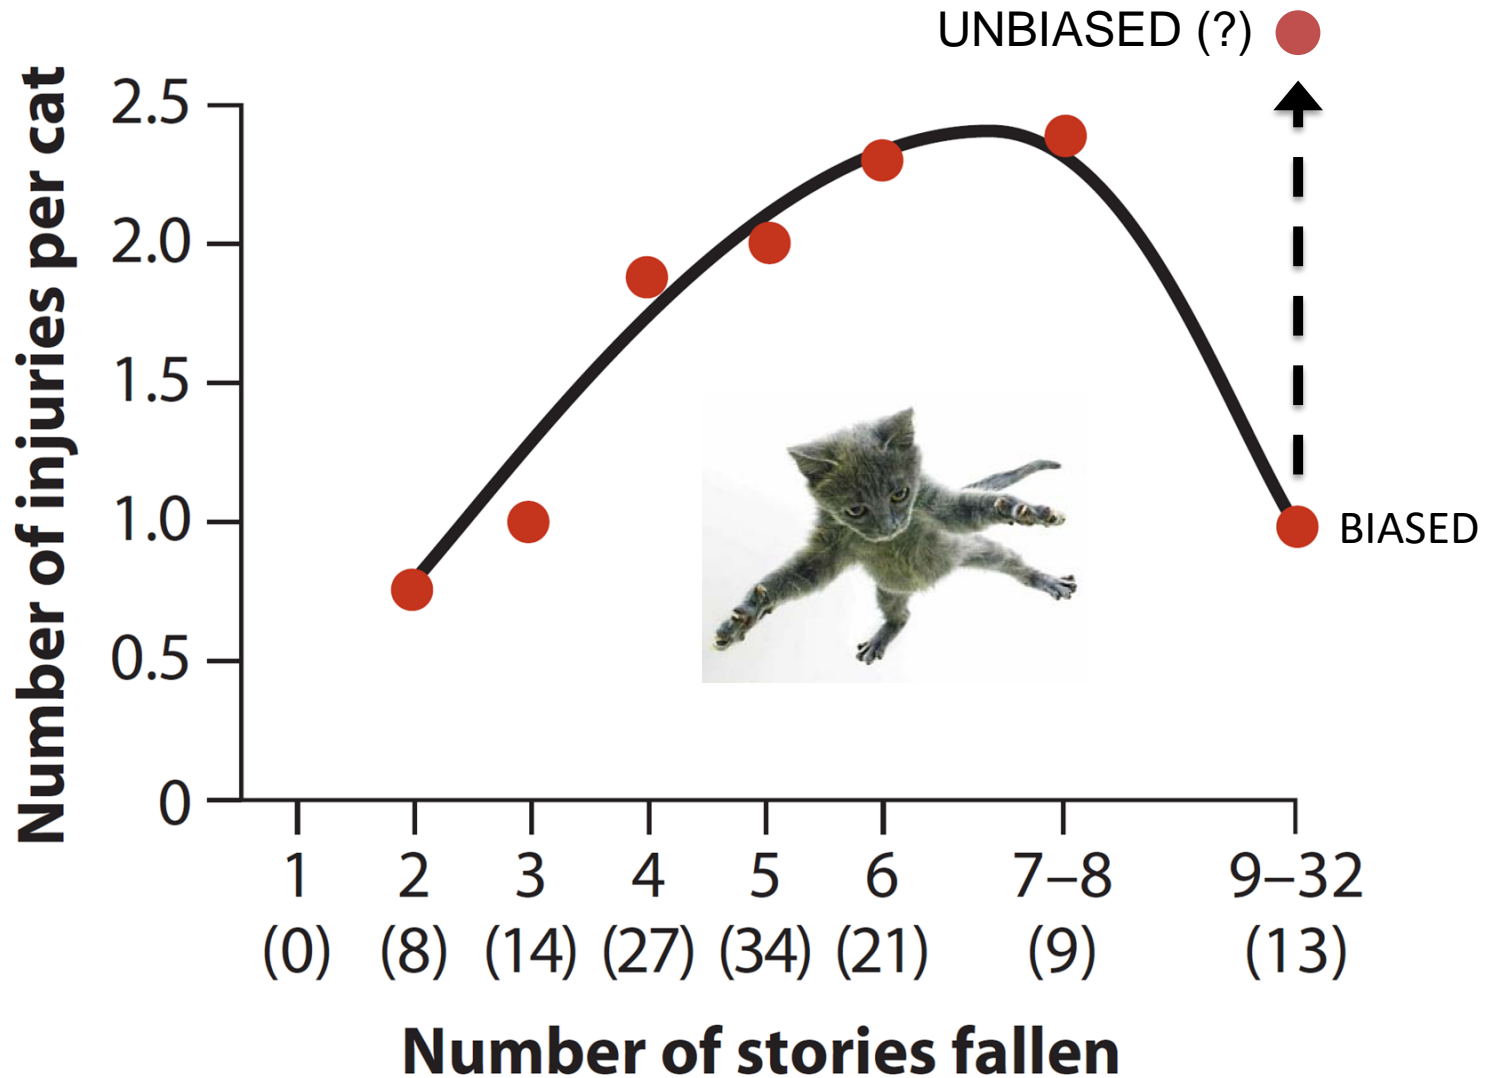 UNBIASED (?)
Number of injuries per cat
2.5
2.0
1.5
1.0
0.5
0
BIASED
1 2 3 4 5 6 7–8 9–32
(0) (8) (14) (27) (34) (21) (9) (13)
Number of stories fallen